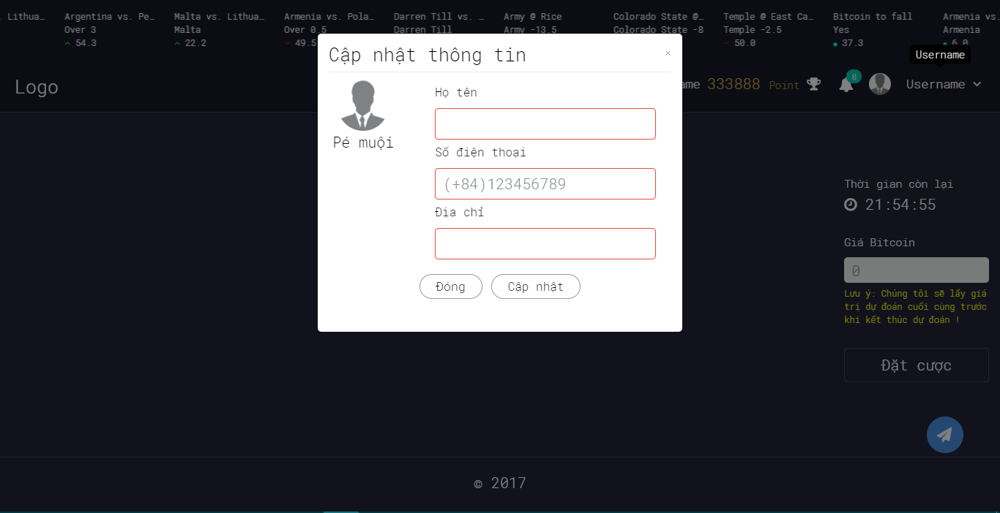 Lithua…
Argentina vs. Pe…
Over 3
54.3
Malta vs. Lithua…
Malta
22.2
Armenia vs. Pola…
Over 0.5
49.5
Darren Till vs. …
Darren Till
Army @ Rice
Army -13.5
Colorado State @…
Colorado State -8
Temple @ East Ca…
Temple -2.5
50.0
Bitcoin to fall
Yes
37.3
Armenia vs.
Armenia
6.0
Username
Logo
ame 333888 Point
8
Username
Cập nhật thông tin
×
Pé muội
Họ tên
Số điện thoại
(+84)123456789
Địa chỉ
Đóng
Cập nhật
Thời gian còn lại
21:54:55
Giá Bitcoin
0
Lưu ý: Chúng tôi sẽ lấy giá
trị dự đoán cuối cùng trước
khi kết thúc dự đoán !
Đặt cược
© 2017